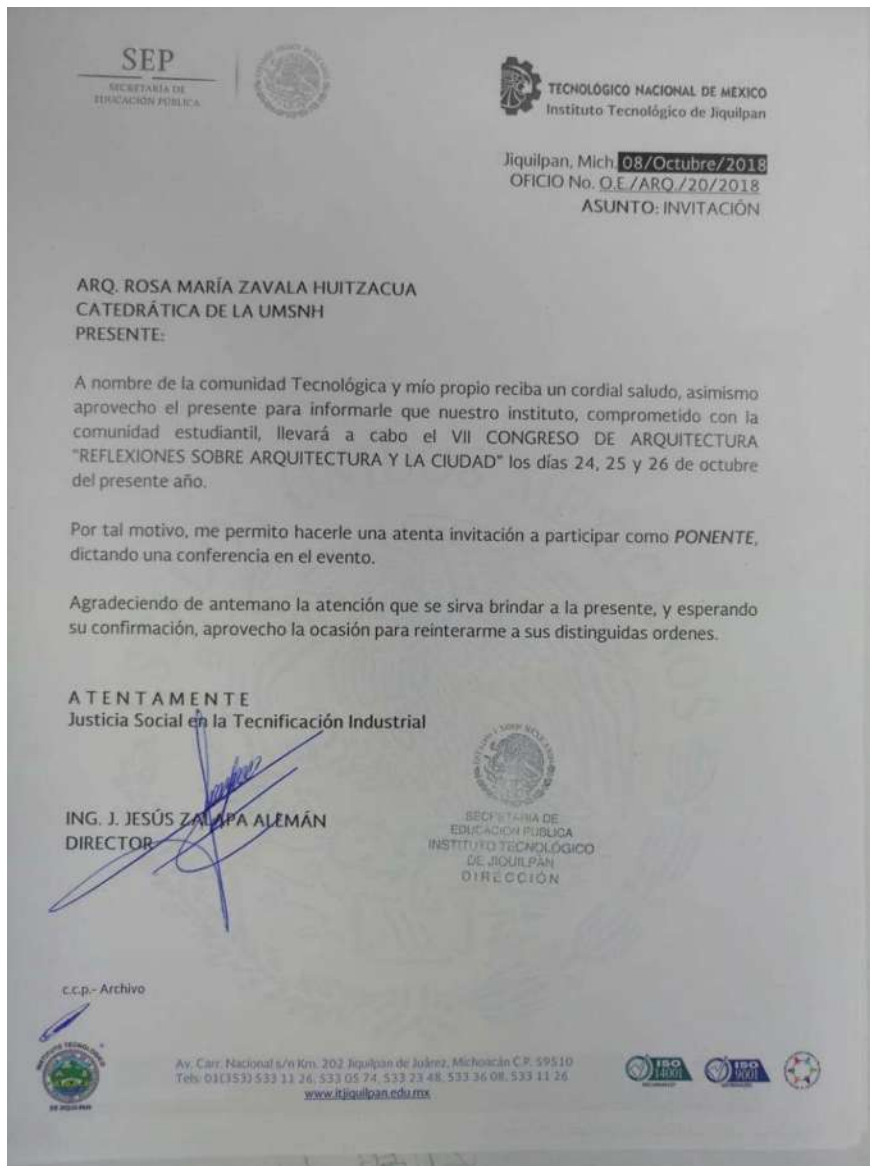 SEP
SECRETARÍA DE
EDUCACIÓN PÚBLICA
TECNOLÓGICO NACIONAL DE MÉXICO
Instituto Tecnológico de Jiquilpan
Jiquilpan, Mich. 08/Octubre/2018
OFICIO No. O.E./ARQ./20/2018
ASUNTO: INVITACIÓN
ARQ. ROSA MARÍA ZAVALA HUITZACUA
CATEDRÁTICA DE LA UMSNH
PRESENTE:
A nombre de la comunidad Tecnológica y mío propio reciba un cordial saludo, asimismo
aprovecho el presente para informarle que nuestro instituto, comprometido con la
comunidad estudiantil, llevará a cabo el VII CONGRESO DE ARQUITECTURA
"REFLEXIONES SOBRE ARQUITECTURA Y LA CIUDAD" los días 24, 25 y 26 de octubre
del presente año.
Por tal motivo, me permito hacerle una atenta invitación a participar como PONENTE,
dictando una conferencia en el evento.
Agradeciendo de antemano la atención que se sirva brindar a la presente, y esperando
su confirmación, aprovecho la ocasión para reinterarme a sus distinguidas ordenes.
ATENTAMENTE
Justicia Social en la Tecnificación Industrial
ING. J. JESÚS ZALAPA ALEMÁN
DIRECTOR
SECRETARIA DE
EDUCACIÓN PUBLICA
INSTITUTO TECNOLÓGICO
DE JIQUILPAN
DIRECCIÓN
c.c.p.- Archivo
INSTITUTO TECNOLOGICO
DE JIQUILPAN
Av. Carr. Nacional s/n Km. 202 Jiquilpan de Juárez, Michoacán C.P. 59510
Tels: 01(353) 533 11 26, 533 05 74, 533 23 48, 533 36 08, 533 11 26
www.itjiquilpan.edu.mx
ISO
14001
ISO
9001